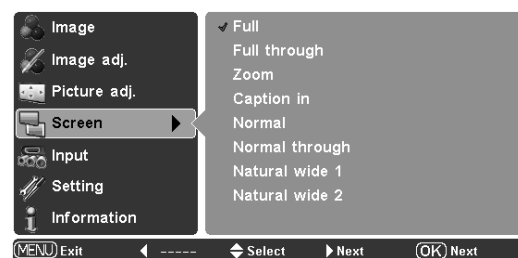 Image
Image adj.
Picture adj.
Screen
Input
Setting
Information
Full
Full through
Zoom
Caption in
Normal
Normal through
Natural wide 1
Natural wide 2
MENU Exit ----- Select Next OK Next